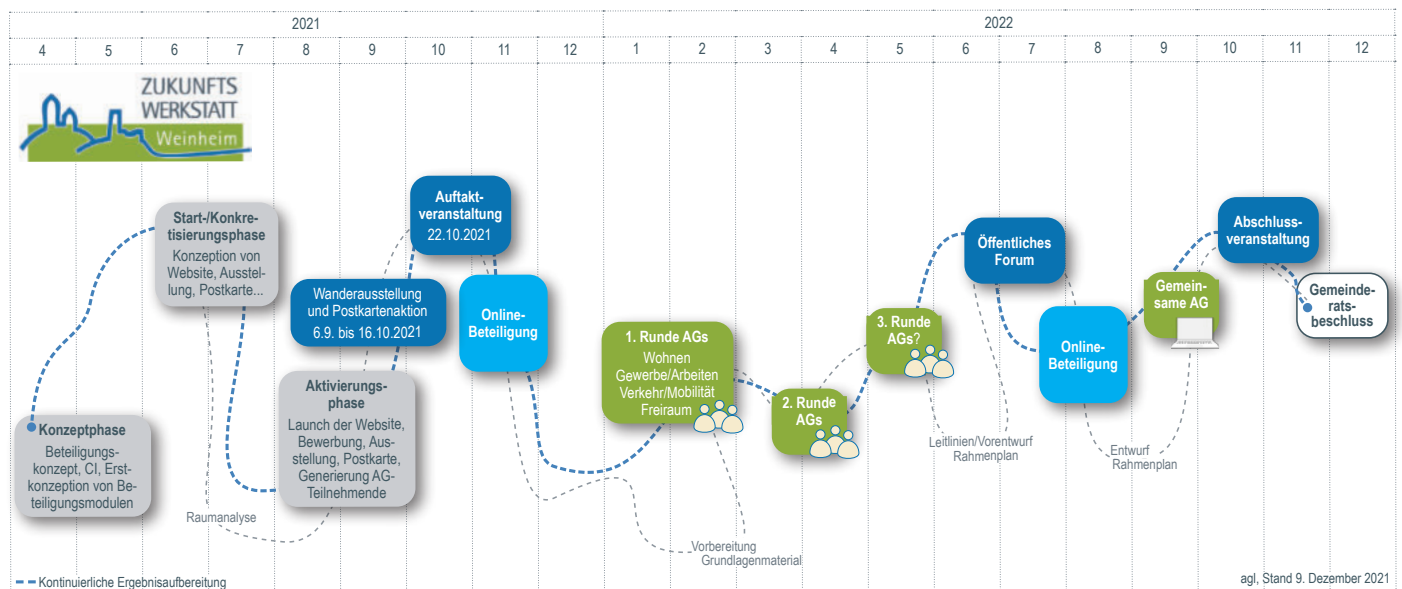 2021
2022
4 5 6 7 8 9 10 11 12 1 2 3 4 5 6 7 8 9 10 11 12
ZUKUNFTS
WERKSTATT
Weinheim
Konzeptphase
Beteiligungs-
konzept, CI, Erst-
konzeption von Be-
teiligungsmodulen
Start-/Konkre-
tisierungsphase
Konzeption von
Website, Ausstel-
lung, Postkarte...
Raumanalyse
Wanderausstellung
und Postkartenaktion
6.9. bis 16.10.2021
Aktivierungs-
phase
Launch der Website,
Bewerbung, Aus-
stellung, Postkarte,
Generierung AG-
Teilnehmende
Auftakt-
veranstaltung
22.10.2021
Online-
Beteiligung
1. Runde AGs
Wohnen
Gewerbe/Arbeiten
Verkehr/Mobilität
Freiraum
Vorbereitung
Grundlagenmaterial
2. Runde
AGs
3. Runde
AGs?
Leitlinien/Vorentwurf
Rahmenplan
Öffentliches
Forum
Online-
Beteiligung
Entwurf
Rahmenplan
Gemein-
same AG
Abschluss-
veranstaltung
Gemeinde-
rats-
beschluss
Kontinuierliche Ergebnisaufbereitung
agl, Stand 9. Dezember 2021